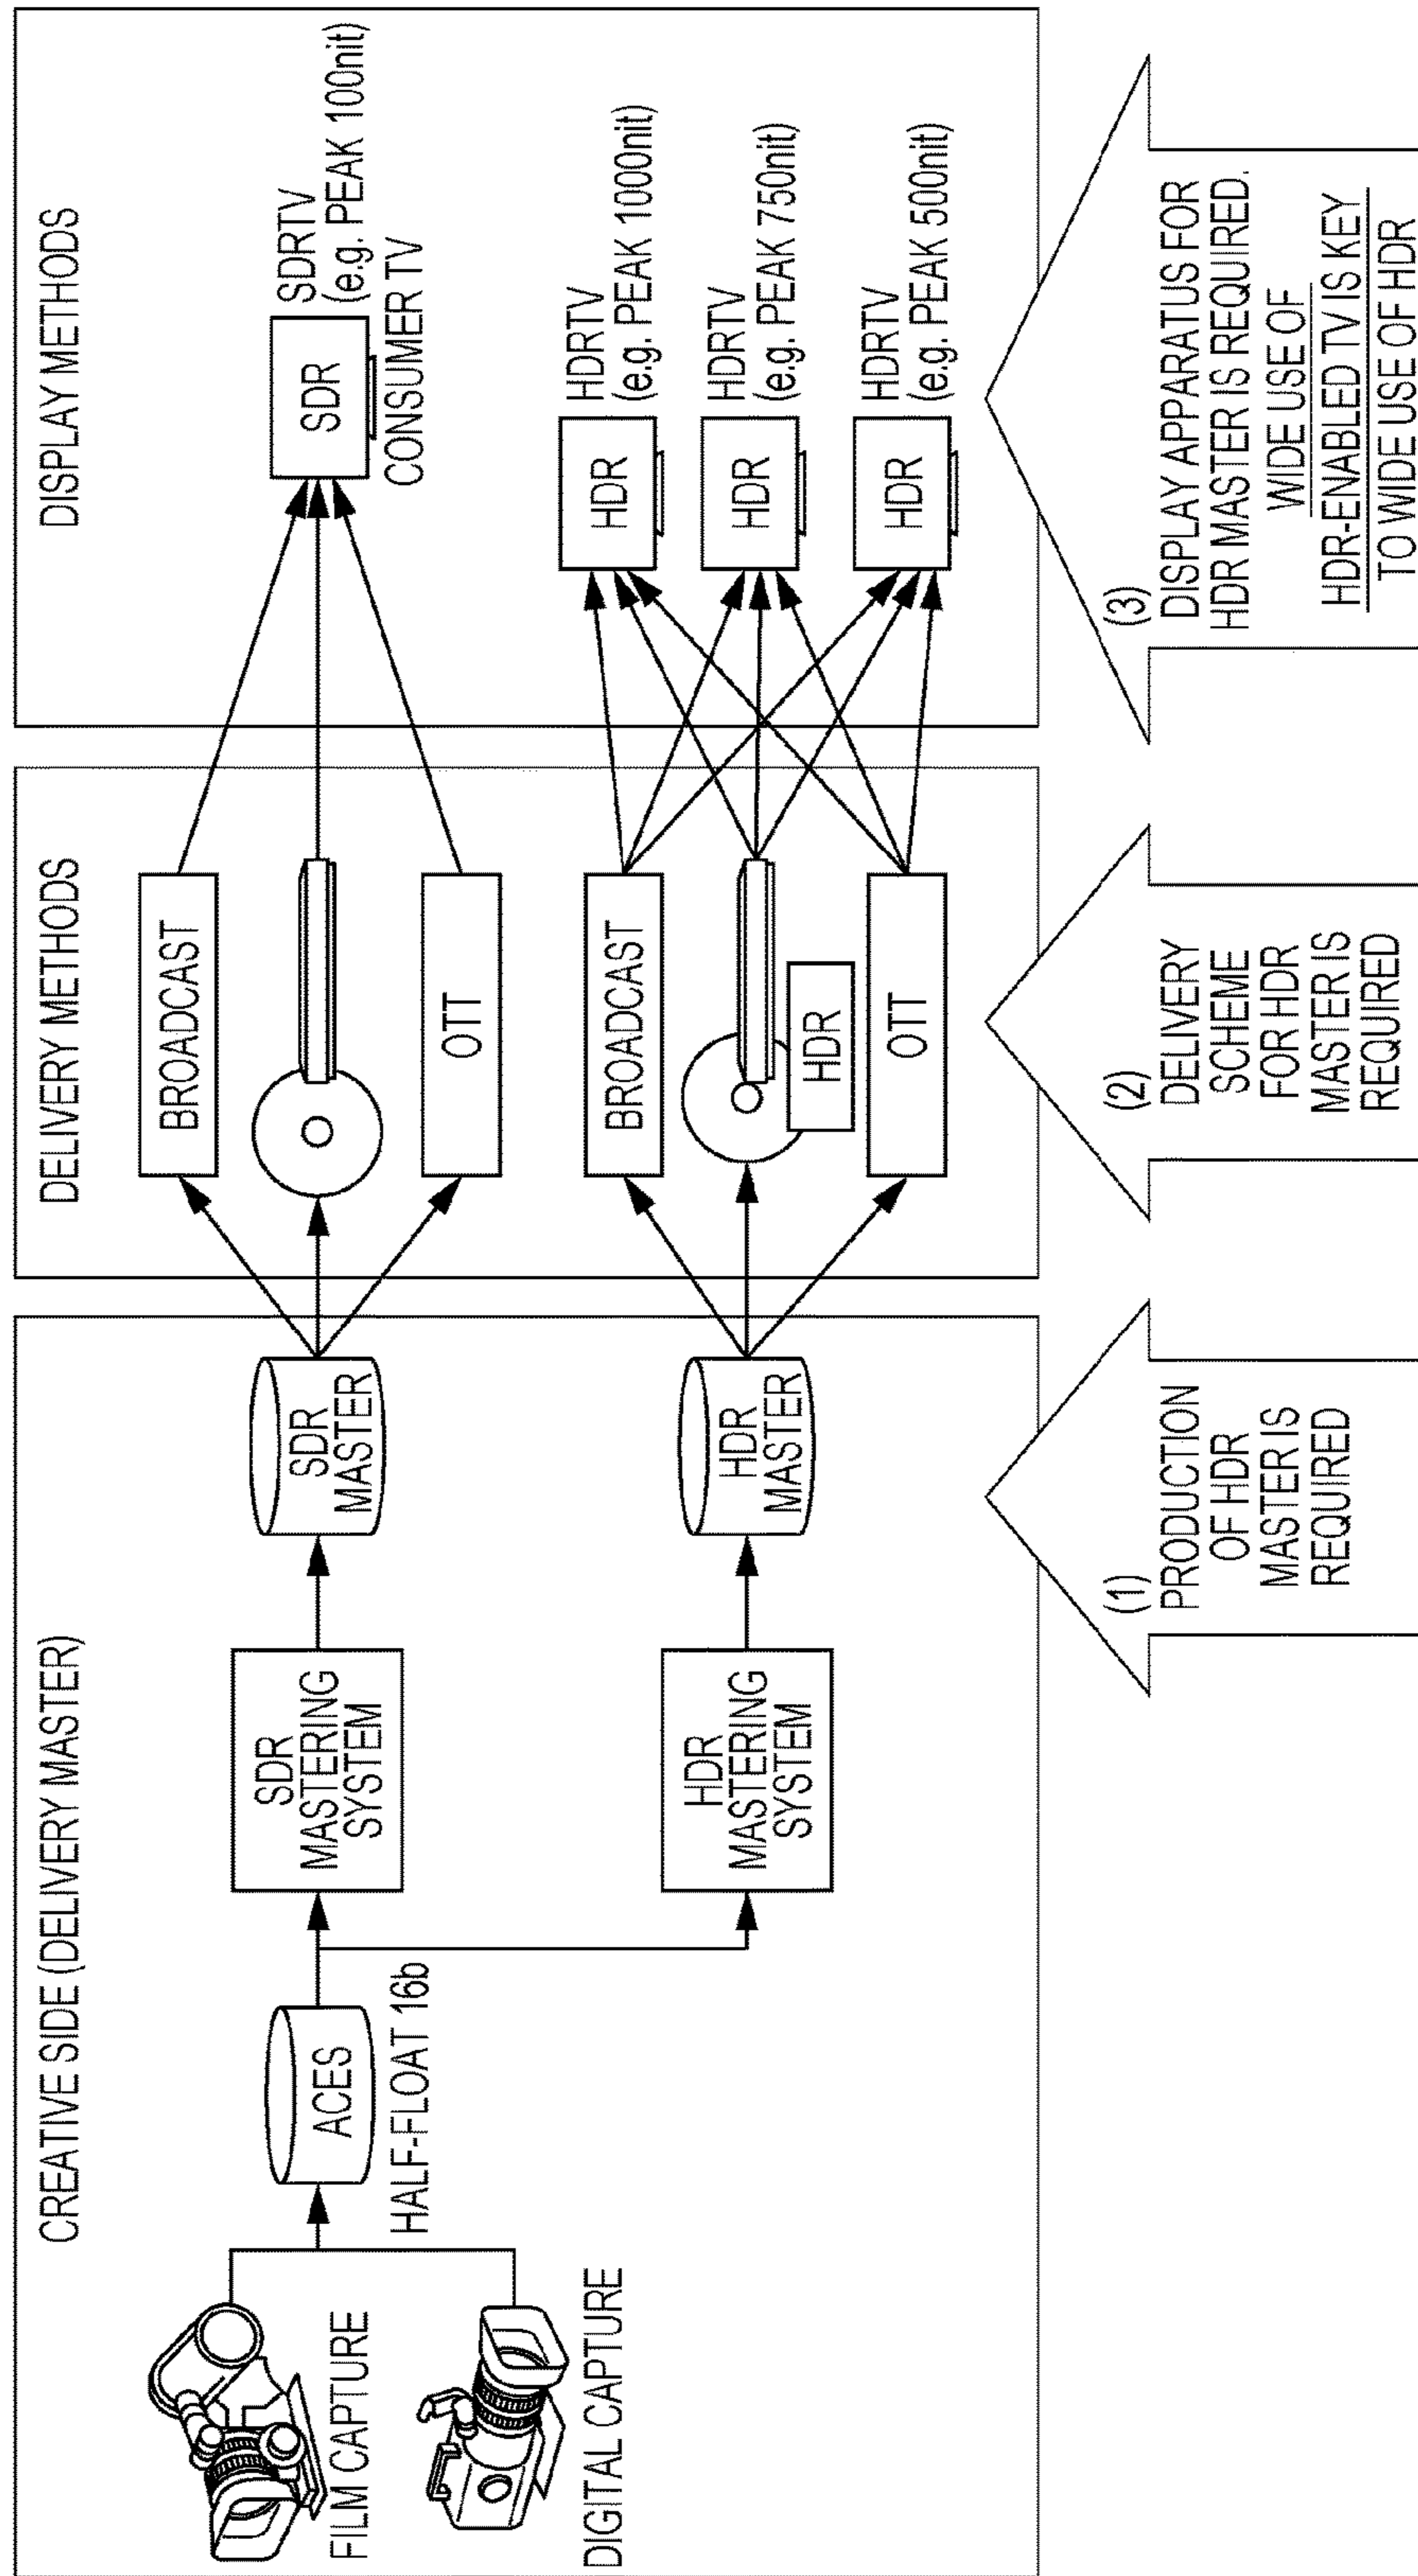 CREATIVE SIDE (DELIVERY MASTER)
FILM CAPTURE
DIGITAL CAPTURE
ACES
HALF-FLOAT 16b
SDR
MASTERING
SYSTEM
SDR
MASTER
HDR
MASTERING
SYSTEM
HDR
MASTER
DELIVERY METHODS
BROADCAST
OTT
BROADCAST
HDR
OTT
DISPLAY METHODS
SDR
SDRTV
(e.g. PEAK 100nit)
CONSUMER TV
HDR
HDRTV
(e.g. PEAK 1000nit)
HDR
HDRTV
(e.g. PEAK 750nit)
HDR
HDRTV
(e.g. PEAK 500nit)
(1)
PRODUCTION
OF HDR
MASTER IS
REQUIRED
(2)
DELIVERY
SCHEME
FOR HDR
MASTER IS
REQUIRED
(3)
DISPLAY APPARATUS FOR
HDR MASTER IS REQUIRED.
WIDE USE OF
HDR-ENABLED TV IS KEY
TO WIDE USE OF HDR